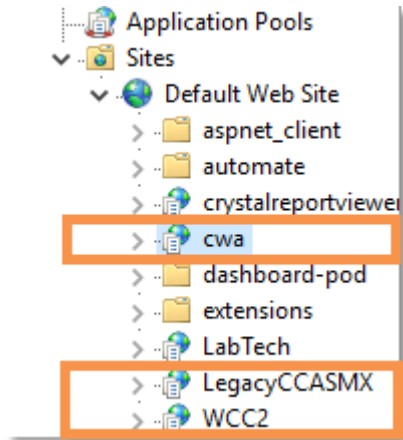 Application Pools
Sites
Default Web Site
aspnet_client
automate
crystalreportviewer
cwa
dashboard-pod
extensions
LabTech
LegacyCCASMX
WCC2